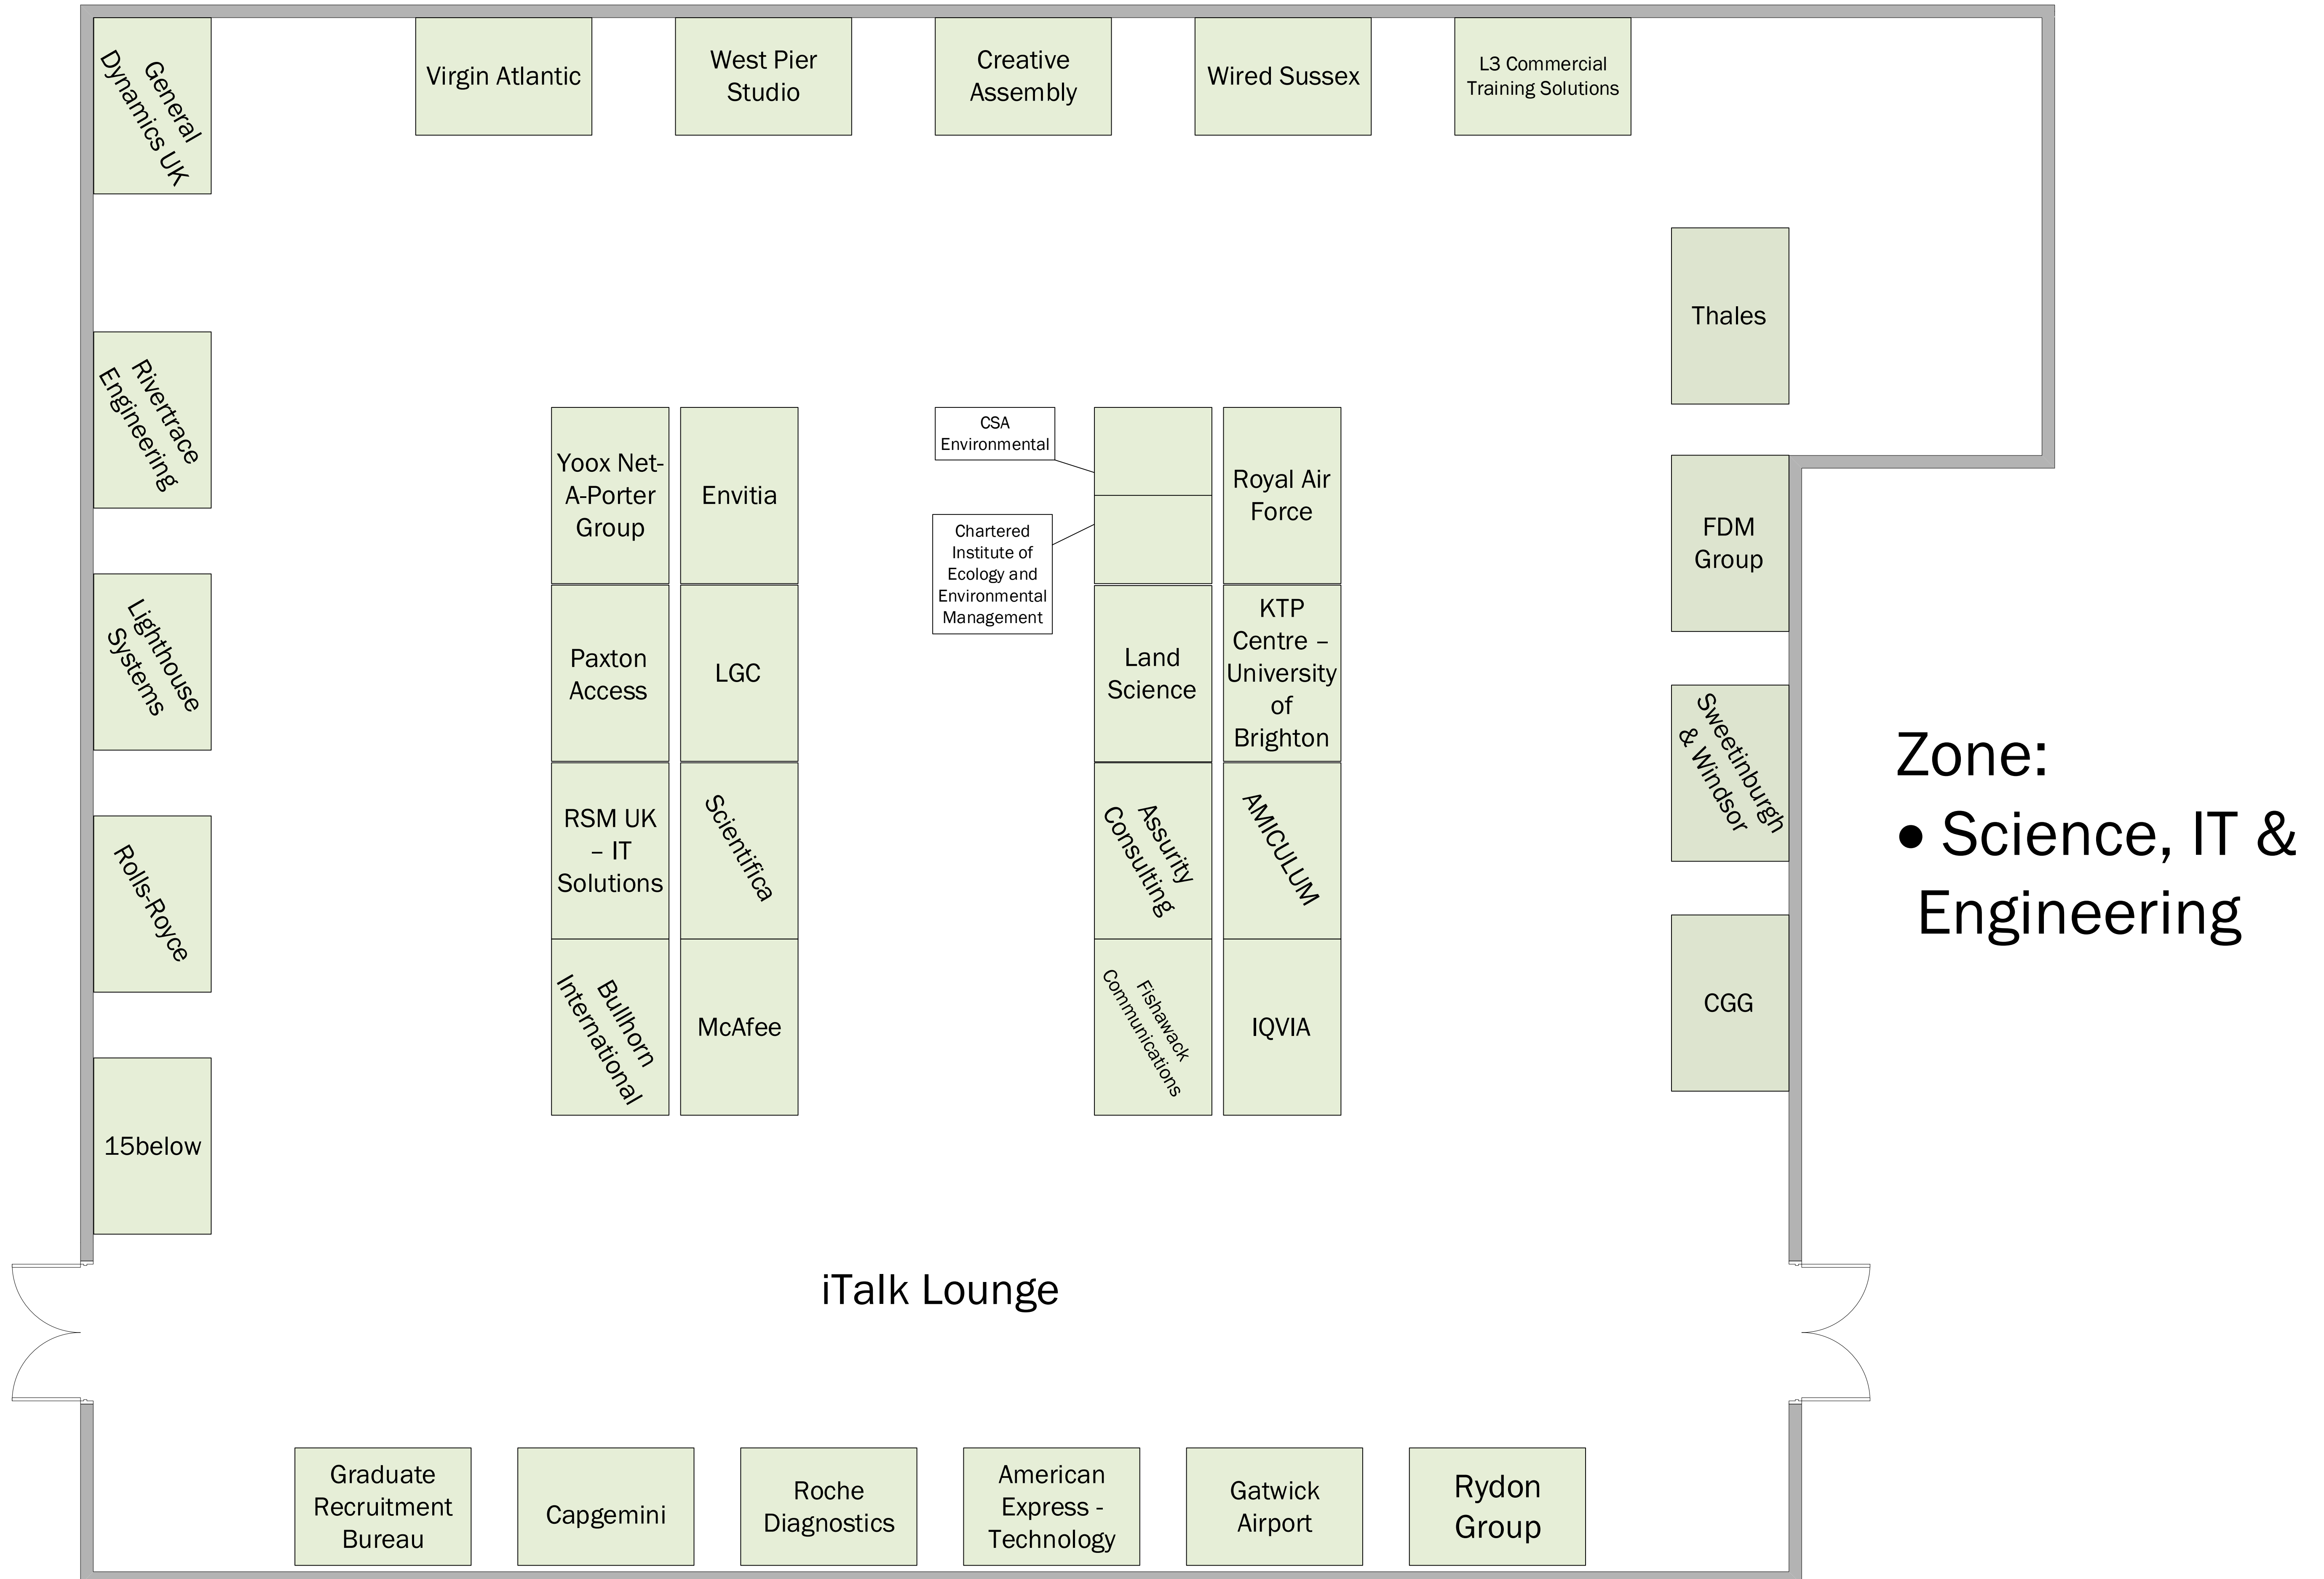 General
Dynamics UK
Virgin Atlantic
West Pier
Studio
Creative
Assembly
Wired Sussex
L3 Commercial
Training Solutions
Thales
Rivertrace
Engineering
Yoox Net-
A-Porter
Group
Envitia
CSA
Environmental
Chartered
Institute of
Ecology and
Environmental
Management
Royal Air
Force
FDM
Group
Lighthouse
Systems
Paxton
Access
LGC
Land
Science
KTP
Centre –
University
of
Brighton
Sweetinburgh
& Windsor
Zone:
• Science, IT &
Engineering
Rolls-Royce
RSM UK
– IT
Solutions
Scientifica
Assurity
Consulting
AMICULUM
CGG
Bullhorn
International
McAfee
Fishawack
Communications
IQVIA
15below
iTalk Lounge
Graduate
Recruitment
Bureau
Capgemini
Roche
Diagnostics
American
Express -
Technology
Gatwick
Airport
Rydon
Group